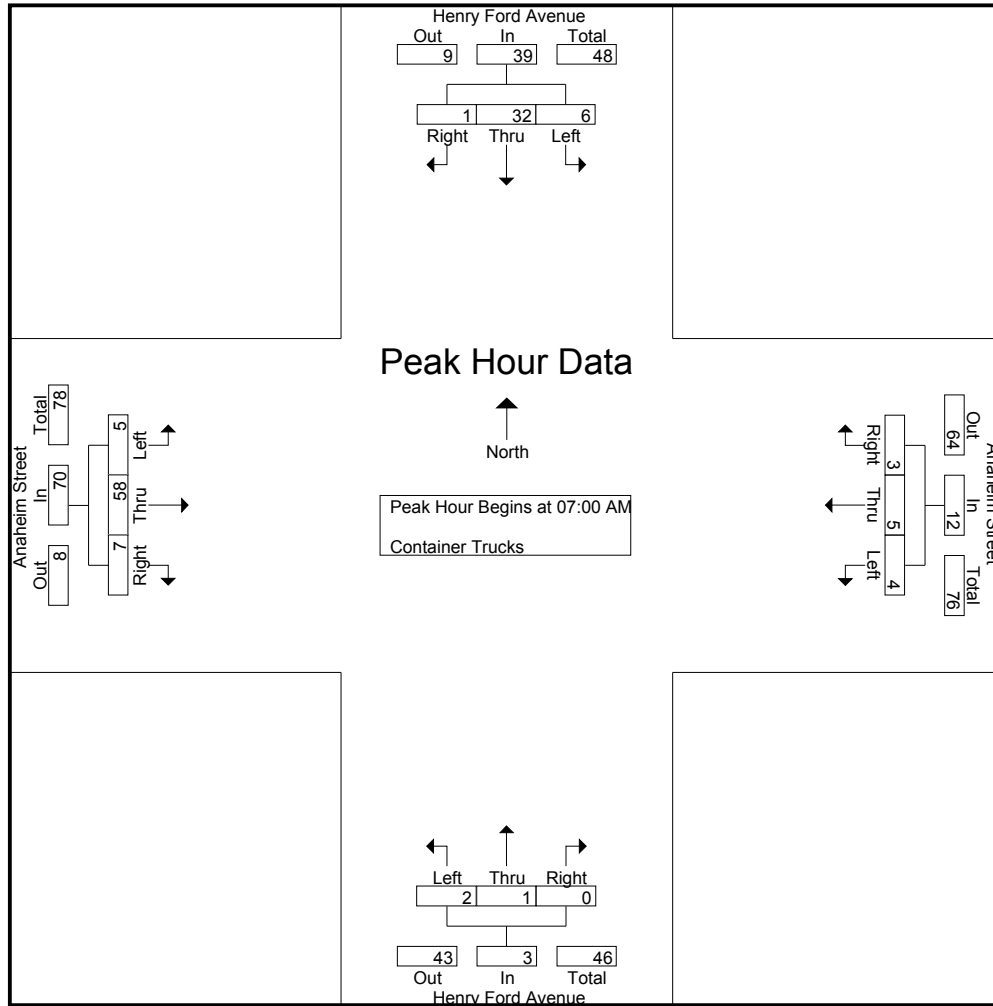 Henry Ford Avenue
Out In Total
9 39 48
1 32 6
Right Thru Left
Peak Hour Data
North
Peak Hour Begins at 07:00 AM
Container Trucks
Anaheim Street
Total In Out
78 70 8
5 58 7
Left Thru Right
Anaheim Street
Out In Total
64 12 76
3 5 4
Right Thru Left
Left Thru Right
2 1 0
43 3 46
Out In Total
Henry Ford Avenue